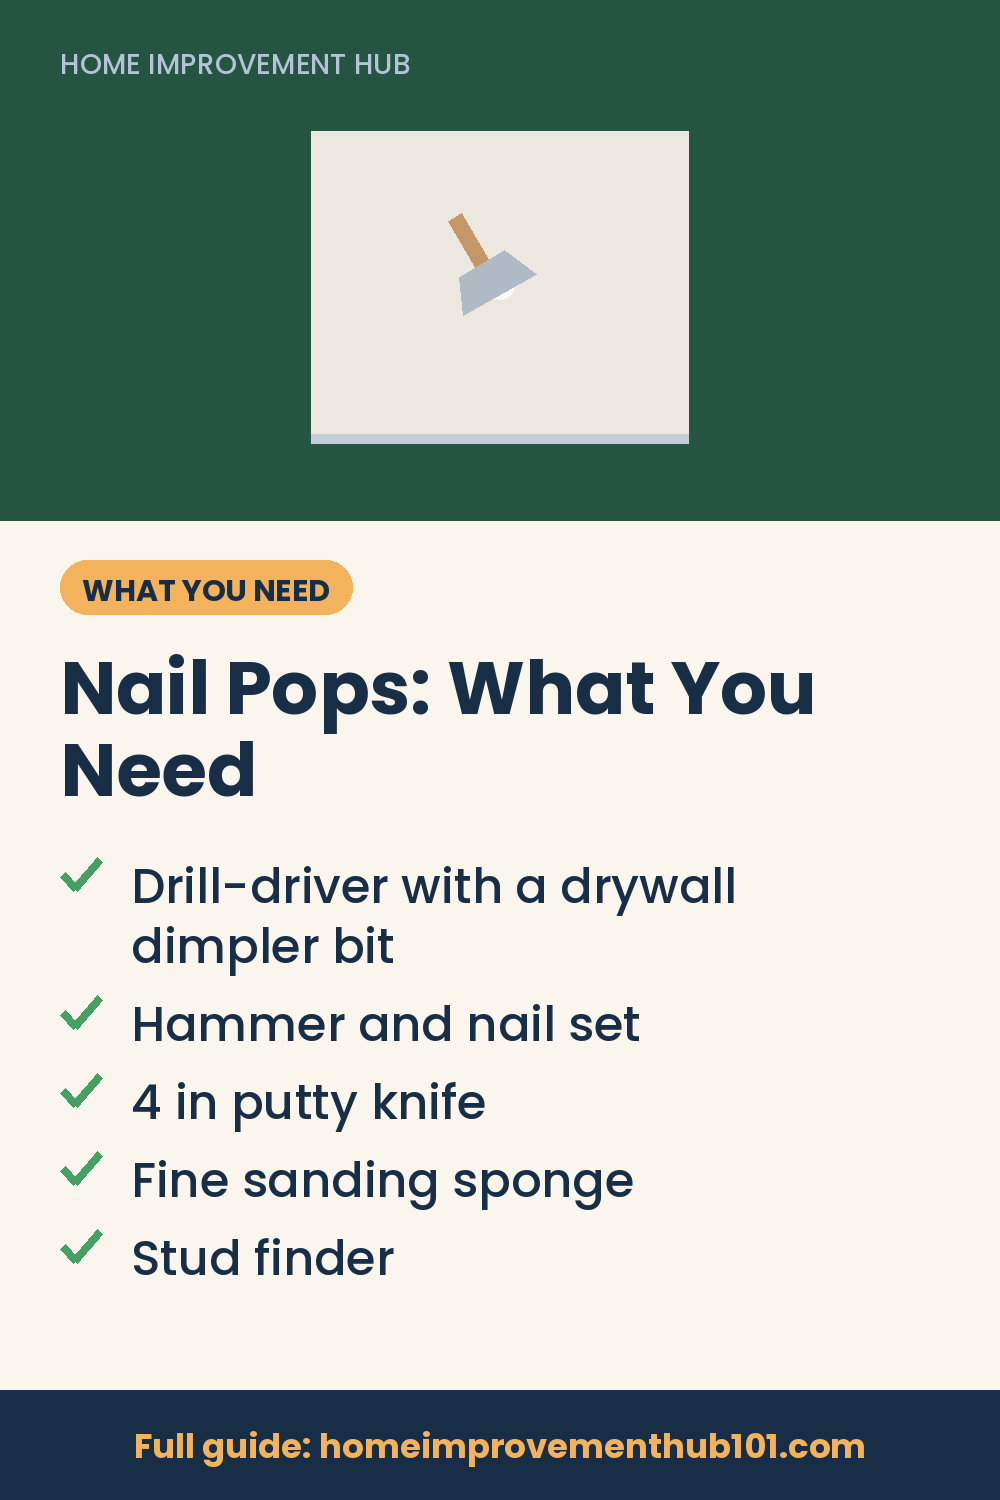 HOME IMPROVEMENT HUB
WHAT YOU NEED
Nail Pops: What You
Need
Drill-driver with a drywall
dimpler bit
Hammer and nail set
4 in putty knife
Fine sanding sponge
Stud finder
Full guide: homeimprovementhub101.com